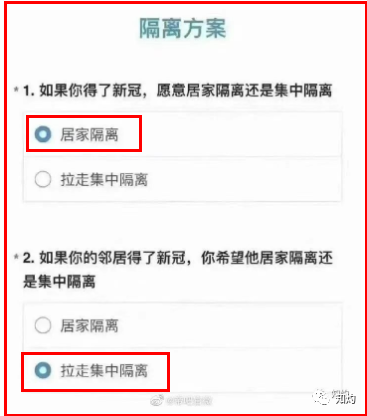 隔离方案
* 1. 如果你得了新冠，愿意居家隔离还是集中隔离
居家隔离
拉走集中隔离
* 2. 如果你的邻居得了新冠，你希望他居家隔离还
是集中隔离
居家隔离
拉走集中隔离
知灼